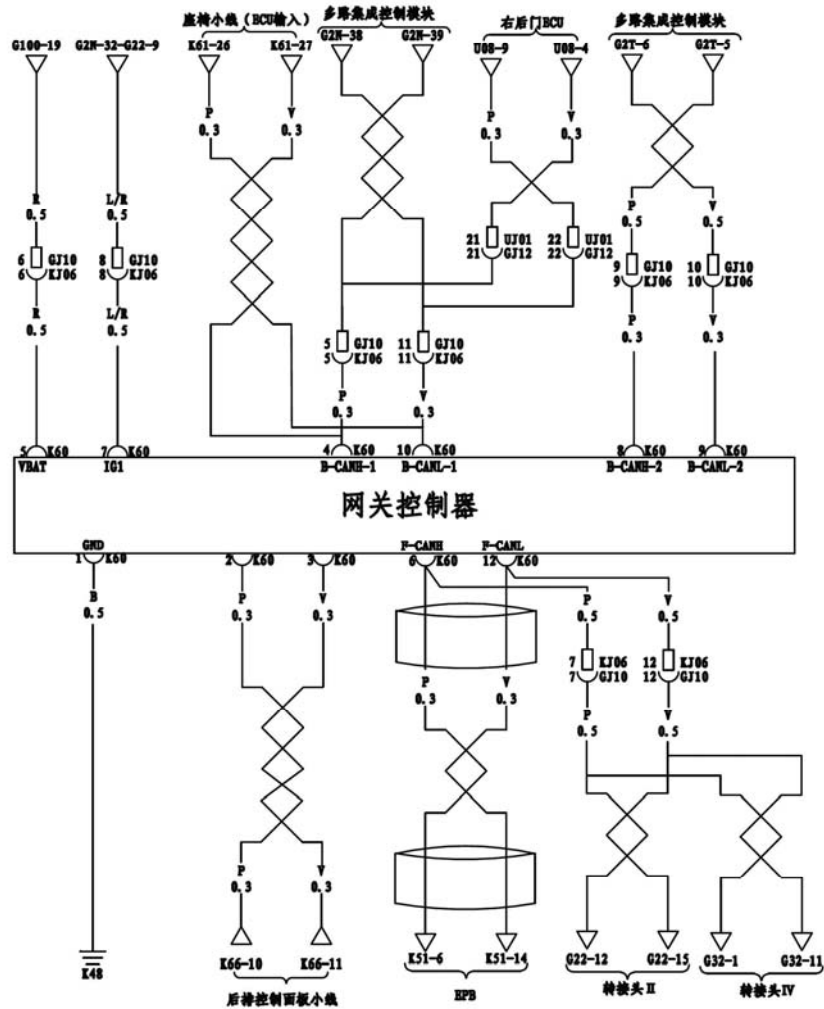 座椅小线（ECU输入） 多路集成控制模块 右后门ECU 多路集成控制模块
G100-19 G2N-32-G22-9 K61-26 K61-27 G2N-38 G2N-39 U08-9 U08-4 G2T-6 G2T-5
P V P V
0.3 0.3 0.3 0.3
R L/R P V
0.5 0.5 0.5 0.5
21 UJ01 22 UJ01
21 GJ12 22 GJ12
6 GJ10 8 GJ10 9 GJ10 10 GJ10
6 KJ06 8 KJ06 9 KJ06 10 KJ06
R L/R P V
0.5 0.5 0.3 0.3
5 GJ10 11 GJ10
5 KJ06 11 KJ06
P V
0.3 0.3
5 K60 7 K60 4 K60 10 K60 8 K60 9 K60
VBAT IG1 B-CANH-1 B-CANL-1 B-CANH-2 B-CANL-2
网关控制器
GND F-CANH F-CANL
1 K60 2 K60 3 K60 6 K60 12 K60
B P V P V
0.5 0.3 0.3 0.5 0.5
7 KJ06 12 KJ06
7 GJ10 12 GJ10
P V P V
0.3 0.3 0.5 0.5
P V
0.3 0.3
K48 K66-10 K66-11 K51-6 K51-14 G22-12 G22-15 G32-1 G32-11
后排控制面板小线 EPB 转接头Ⅱ 转接头Ⅳ